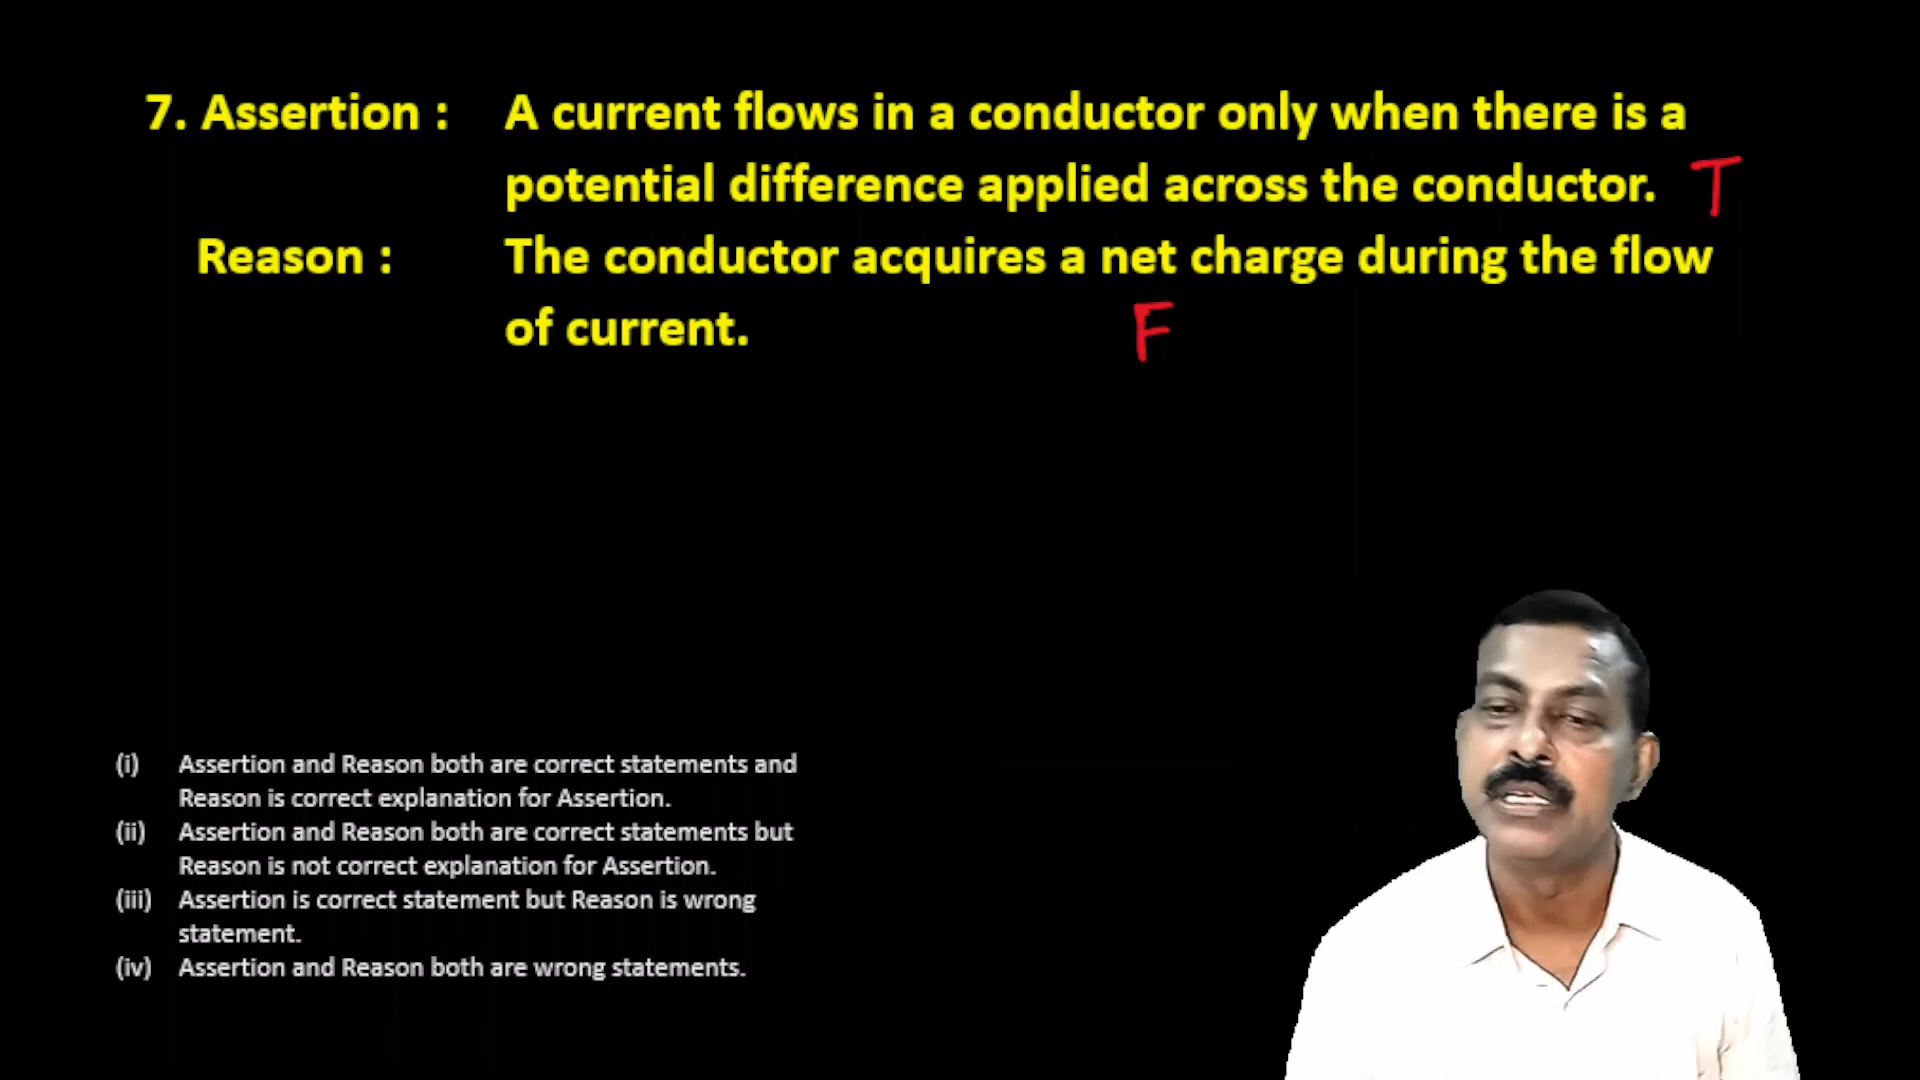 7. Assertion : A current flows in a conductor only when there is a
potential difference applied across the conductor. T
Reason : The conductor acquires a net charge during the flow
of current. F
(i) Assertion and Reason both are correct statements and
Reason is correct explanation for Assertion.
(ii) Assertion and Reason both are correct statements but
Reason is not correct explanation for Assertion.
(iii) Assertion is correct statement but Reason is wrong
statement.
(iv) Assertion and Reason both are wrong statements.